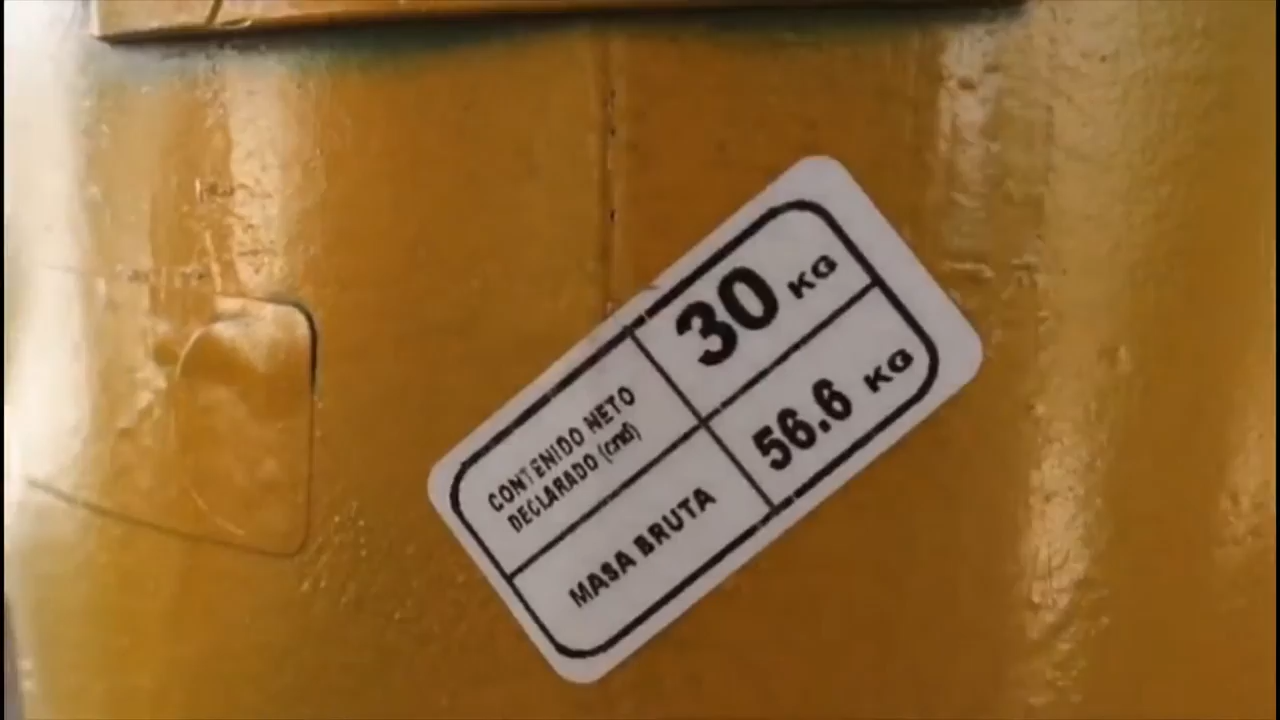 CONTENIDO NETO
DECLARADO (cnd)
30 KG
MASA BRUTA
56.6 KG